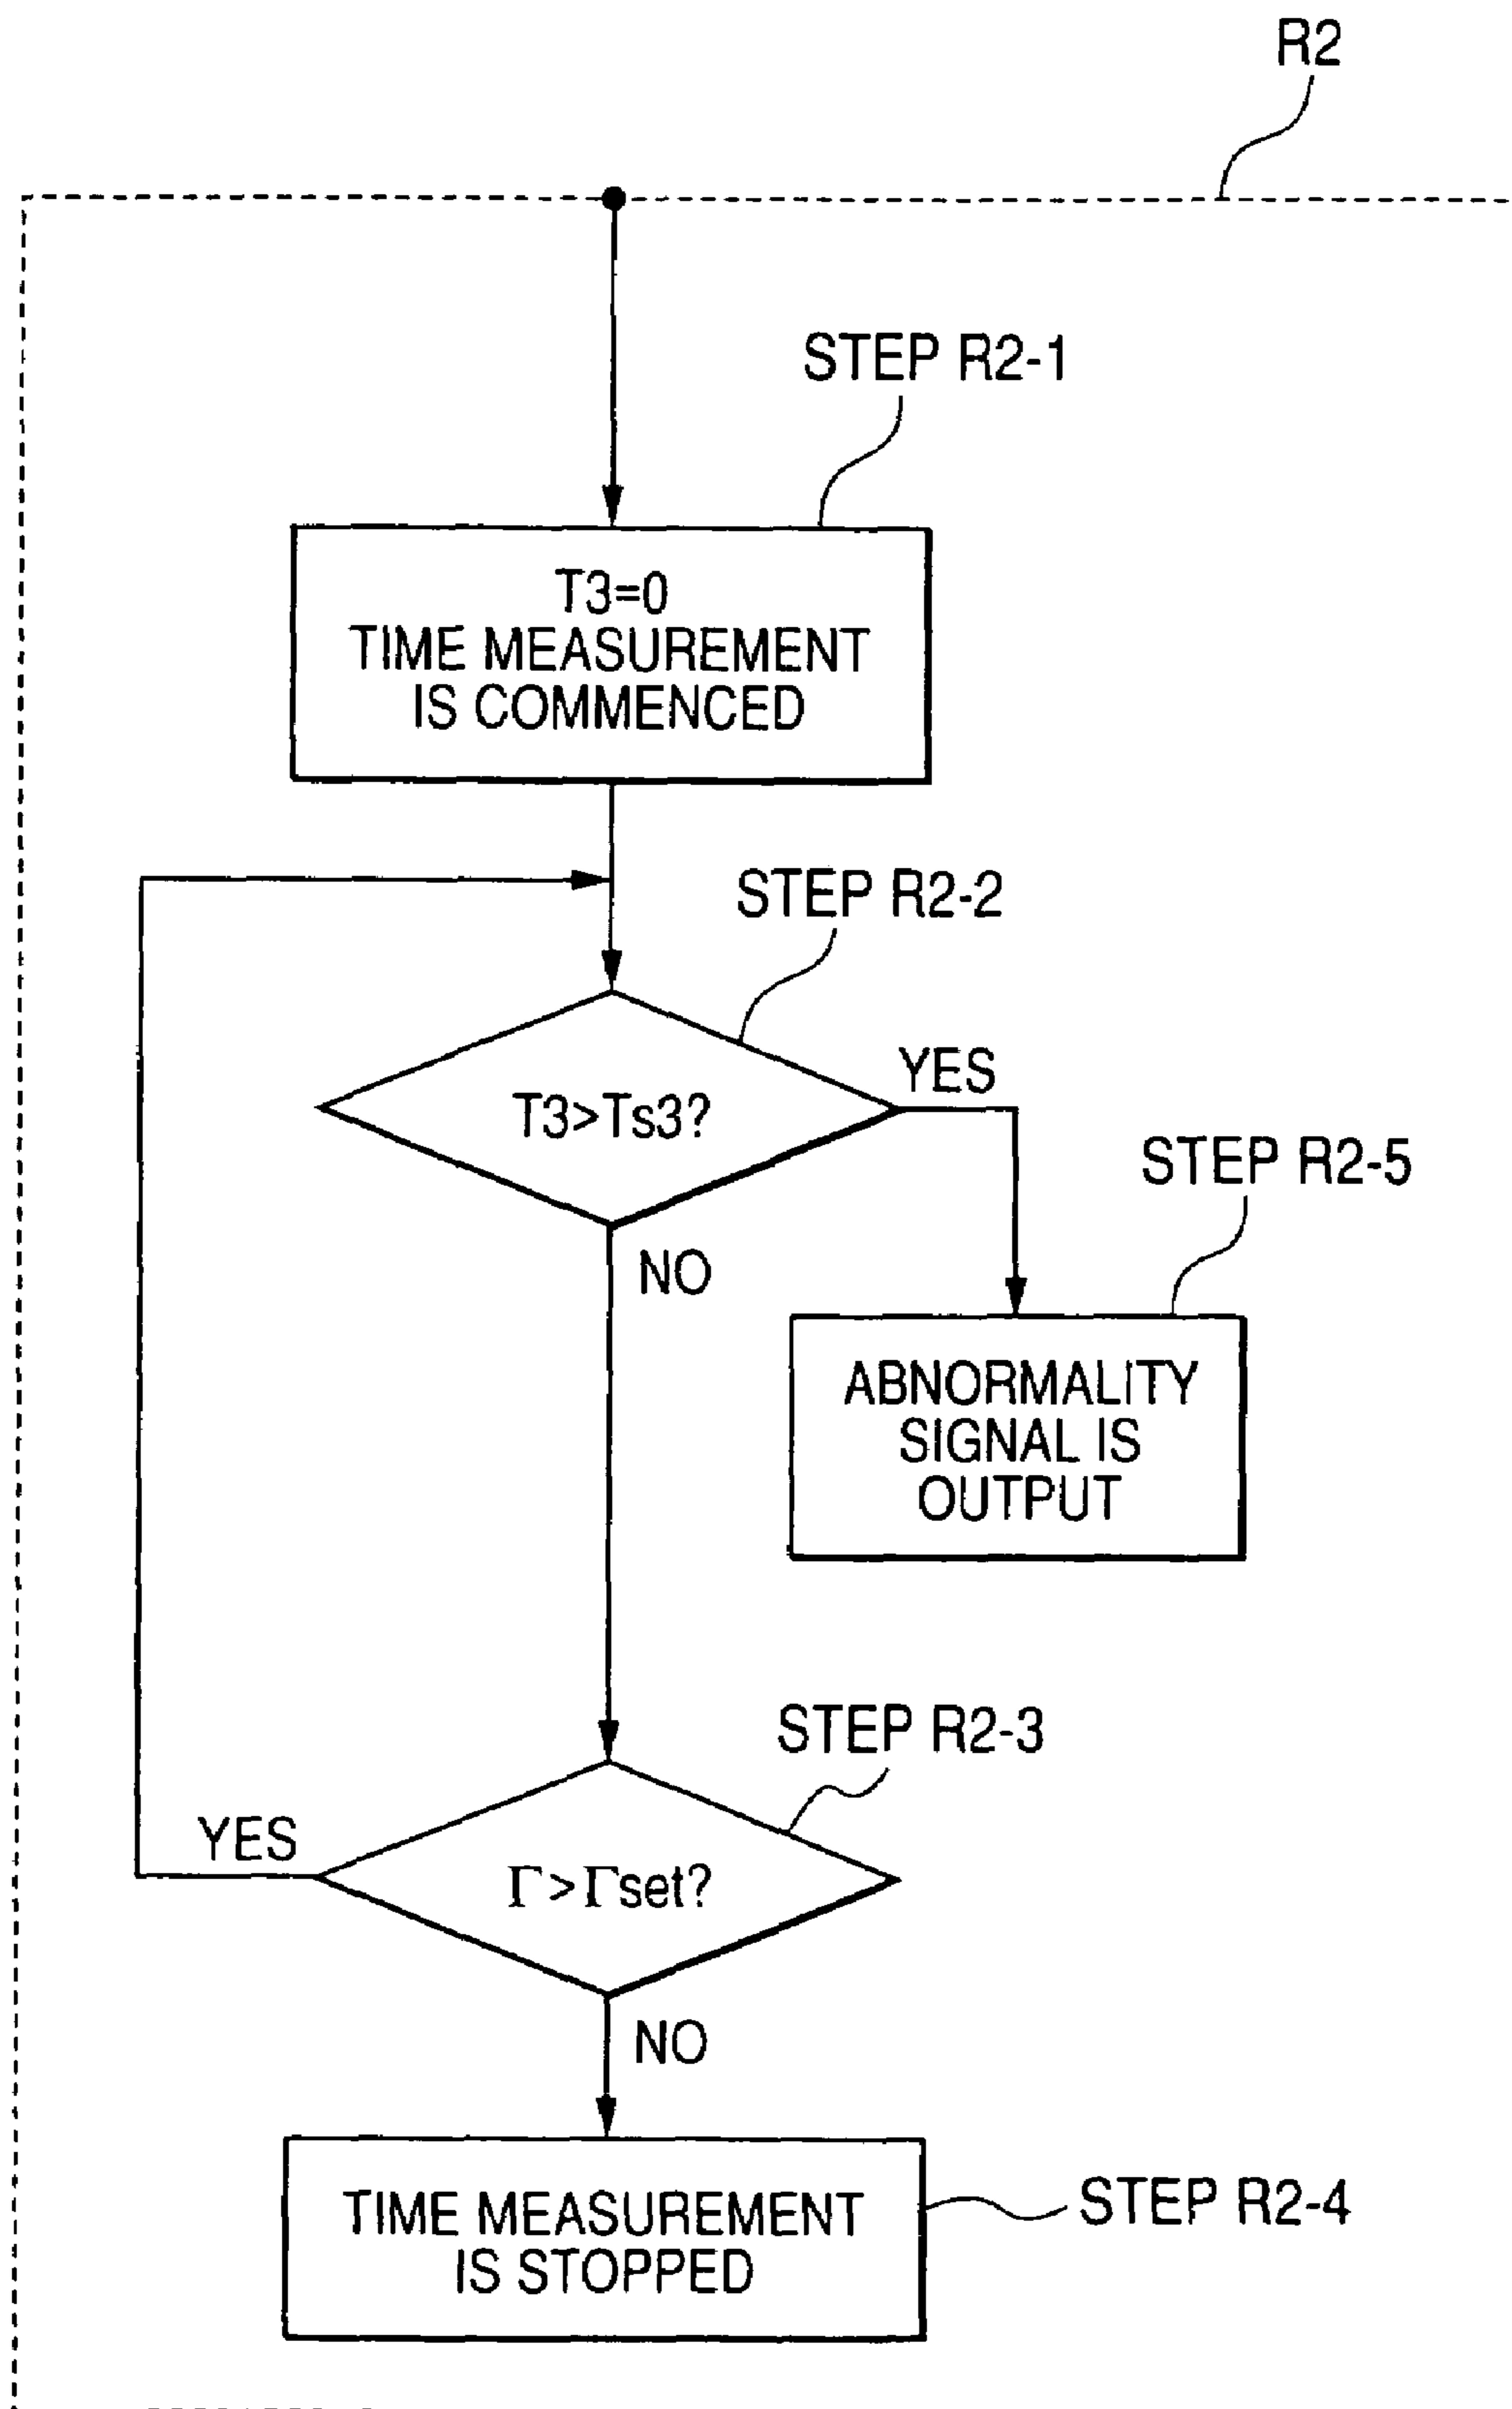 R2
STEP R2-1
T3=0
TIME MEASUREMENT
IS COMMENCED
STEP R2-2
T3>Ts3?
YES
NO
STEP R2-5
ABNORMALITY
SIGNAL IS
OUTPUT
STEP R2-3
Γ>Γset?
YES
NO
TIME MEASUREMENT
IS STOPPED
STEP R2-4